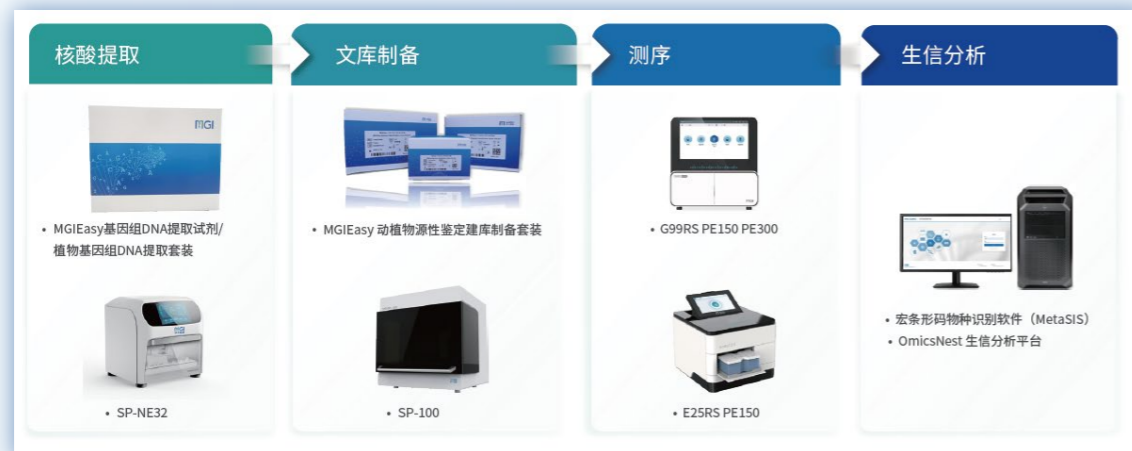 核酸提取
文库制备
测序
生信分析
MGI
• MGIEasy基因组DNA提取试剂/
植物基因组DNA提取套装
MGI
• SP-NE32
• MGIEasy 动植物源性鉴定建库制备套装
• SP-100
• G99RS PE150 PE300
• E25RS PE150
• 宏条形码物种识别软件（MetaSIS）
• OmicsNest 生信分析平台